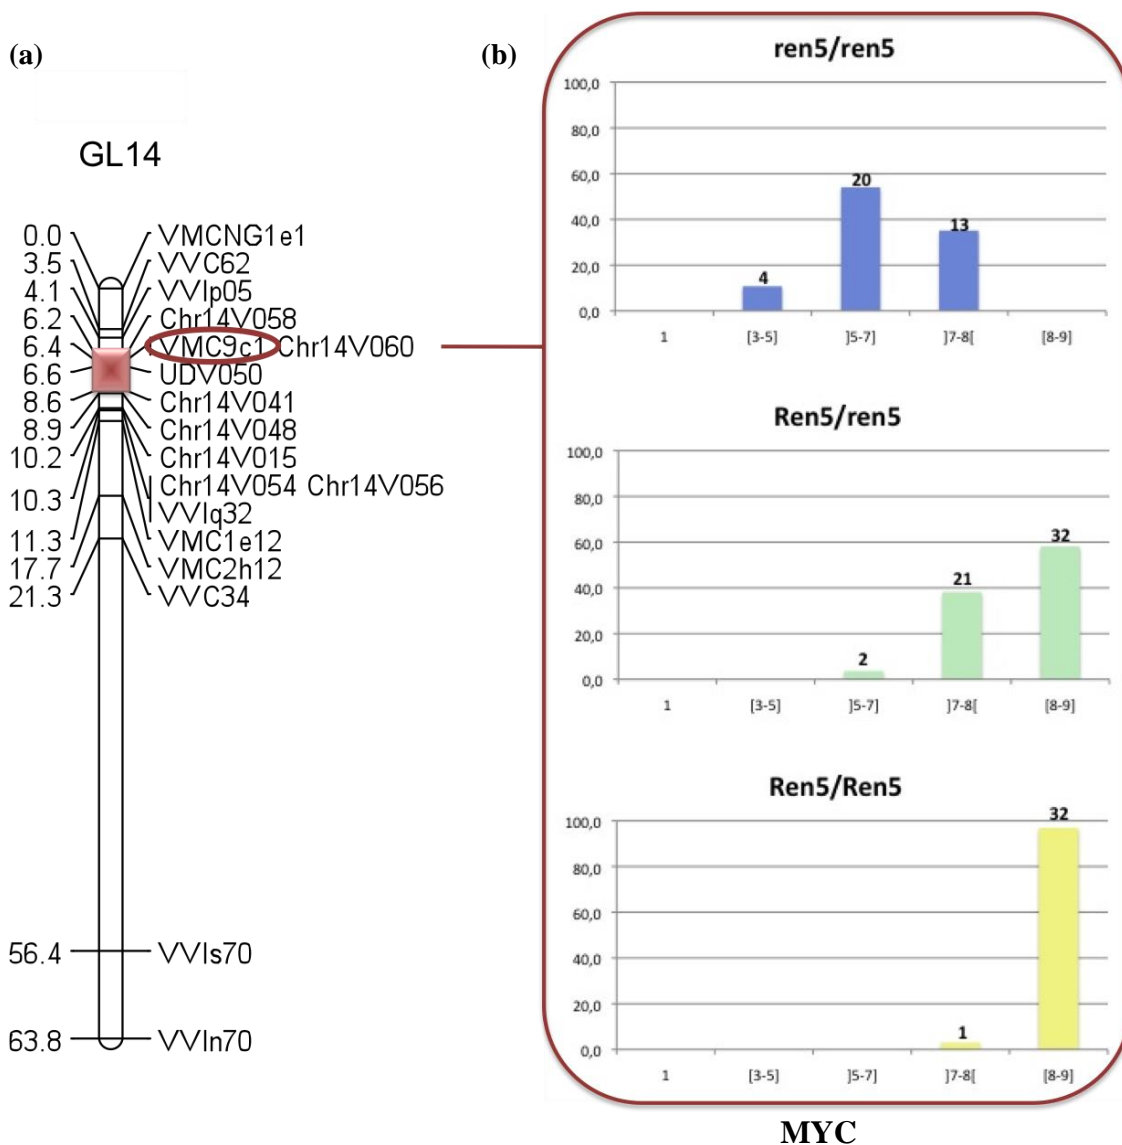 (a)
GL14
0.0 VMCNG1e1
3.5 VVC62
4.1 VVIp05
6.2 Chr14V058
6.4 VMC9c1 Chr14V060
6.6 UDV050
8.6 Chr14V041
8.9 Chr14V048
10.2 Chr14V015
10.3 Chr14V054 Chr14V056
VVIq32
11.3 VMC1e12
17.7 VMC2h12
21.3 VVC34
56.4 VVIs70
63.8 VVIn70
(b)
ren5/ren5
100,0
80,0
60,0
40,0
20,0
0,0
4 20 13
1 [3-5] ]5-7] ]7-8[ [8-9]
Ren5/ren5
100,0
80,0
60,0
40,0
20,0
0,0
2 21 32
1 [3-5] ]5-7] ]7-8[ [8-9]
Ren5/Ren5
100,0
80,0
60,0
40,0
20,0
0,0
1 32
1 [3-5] ]5-7] ]7-8[ [8-9]
MYC